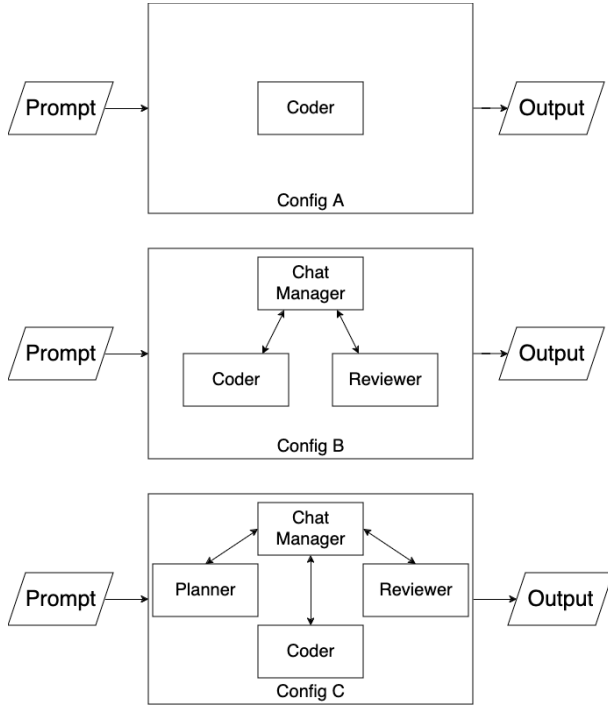 Prompt
Coder
Output
Config A
Chat
Manager
Prompt
Coder
Reviewer
Output
Config B
Chat
Manager
Prompt
Planner
Reviewer
Output
Coder
Config C